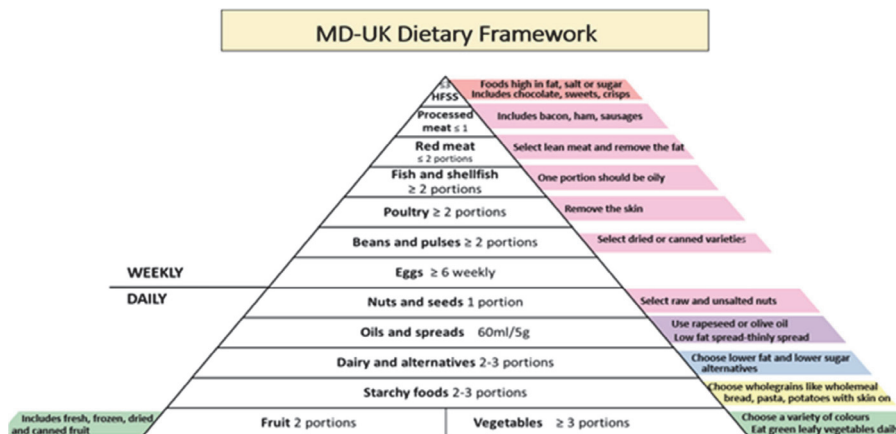 MD-UK Dietary Framework
HFSS
Foods high in fat, salt or sugar
Includes chocolate, sweets, crisps
Processed
meat ≤ 1
Includes bacon, ham, sausages
Red meat
≤ 2 portions
Select lean meat and remove the fat
Fish and shellfish
≥ 2 portions
One portion should be oily
Poultry ≥ 2 portions
Remove the skin
Beans and pulses ≥ 2 portions
Select dried or canned varieties
WEEKLY
Eggs ≥ 6 weekly
DAILY
Nuts and seeds 1 portion
Select raw and unsalted nuts
Oils and spreads 60ml/5g
Use rapeseed or olive oil
Low fat spread-thinly spread
Dairy and alternatives 2-3 portions
Choose lower fat and lower sugar
alternatives
Starchy foods 2-3 portions
Choose wholegrains like wholemeal
bread, pasta, potatoes with skin on
Includes fresh, frozen, dried
and canned fruit
Fruit 2 portions
Vegetables ≥ 3 portions
Choose a variety of colours
Eat green leafy vegetables daily